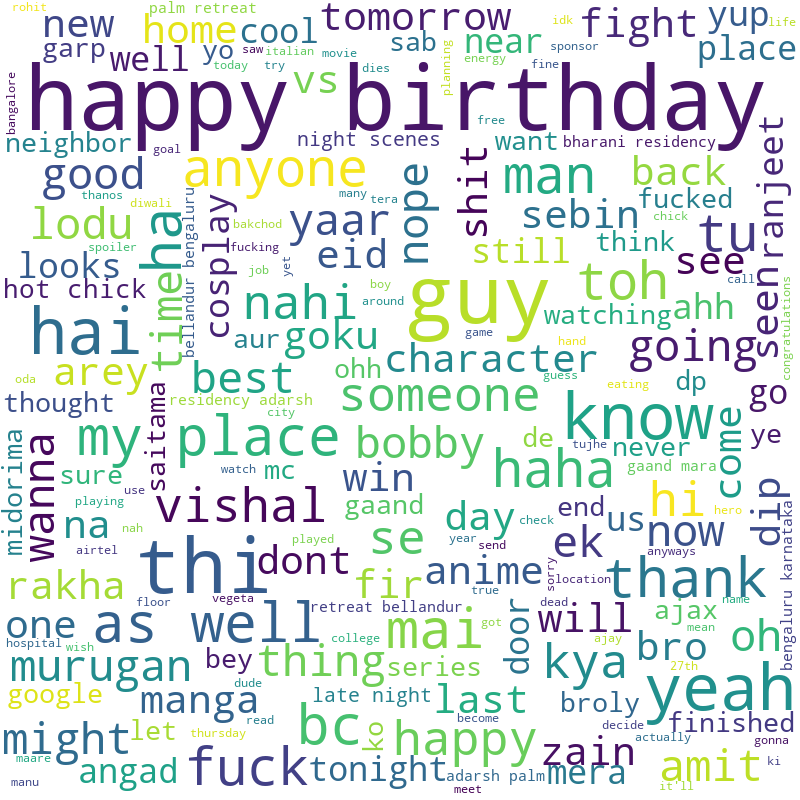 rohit
palm retreat
new
home
cool
tomorrow
fight
idk
yup
life
garp
well
yo
saw
italian
movie
sab
near
place
sponsor
bangalore
happy birthday
vs
today
try
dies
energy
planning
fine
free
neighbor
goal
night scenes
want
bharani residency
good
anyone
man
back
ranjeet
thanos
diwali
many
tera
nope
shit
fucked
lodu
ha
bellandur bengaluru
cosplay
bakchod
yaar
sebin
chick
tu
spoiler
fucking
eid
still
think
see
seen
looks
time
job
yet
boy
guy
toh
call
hot chick
nahi
around
watching
ahh
congratulations
hai
aur
goku
game
going
oda
arey
best
ohh
character
hand
guess
dp
thought
residency adarsh
someone
eating
know
go
saitama
city
my place
bobby
de
tujhe
never
come
ye
midorima
wanna
sure
watch
mc
haha
gaand mara
playing
use
vishal
win
gaand
end
us
hi
hero
dip
na
nah
played
se
day
check
now
airtel
thi
dont
year
send
ek
anyways
bengaluru karnataka
rakha
vegeta
fir
anime
true
sorry
location
thank
floor
retreat bellandur
dead
name
one
as well
mai
got
door
will
ajax
mean
hospital
wish
college
ajay
bro
oh
murugan
bey
thing
series
kya
27th
yeah
google
dude
manga
late night
last
broly
let
read
become
decide
finished
might
thursday
bc
ko
happy
actually
gonna
maare
fuck
zain
amit
ki
manu
angad
tonight
adarsh palm
mera
meet
it'll